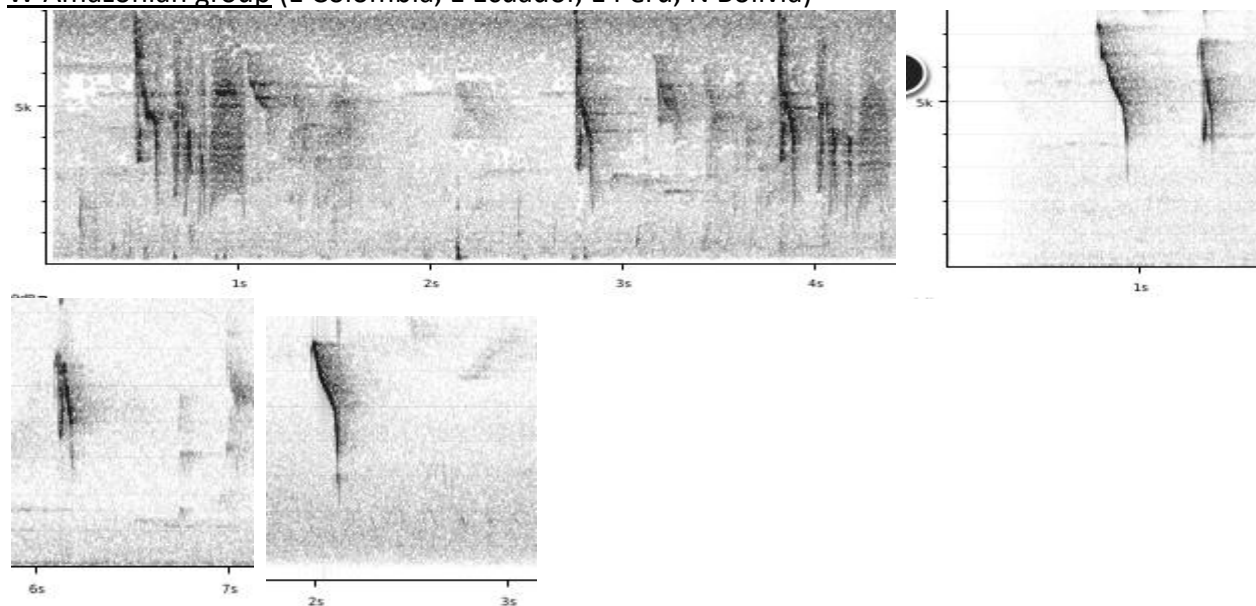 W Amazonian group (E Colombia, E Ecuador, E Peru, N Bolivia)
5k
1s 2s 3s 4s
5k
1s
6s 7s
2s 3s